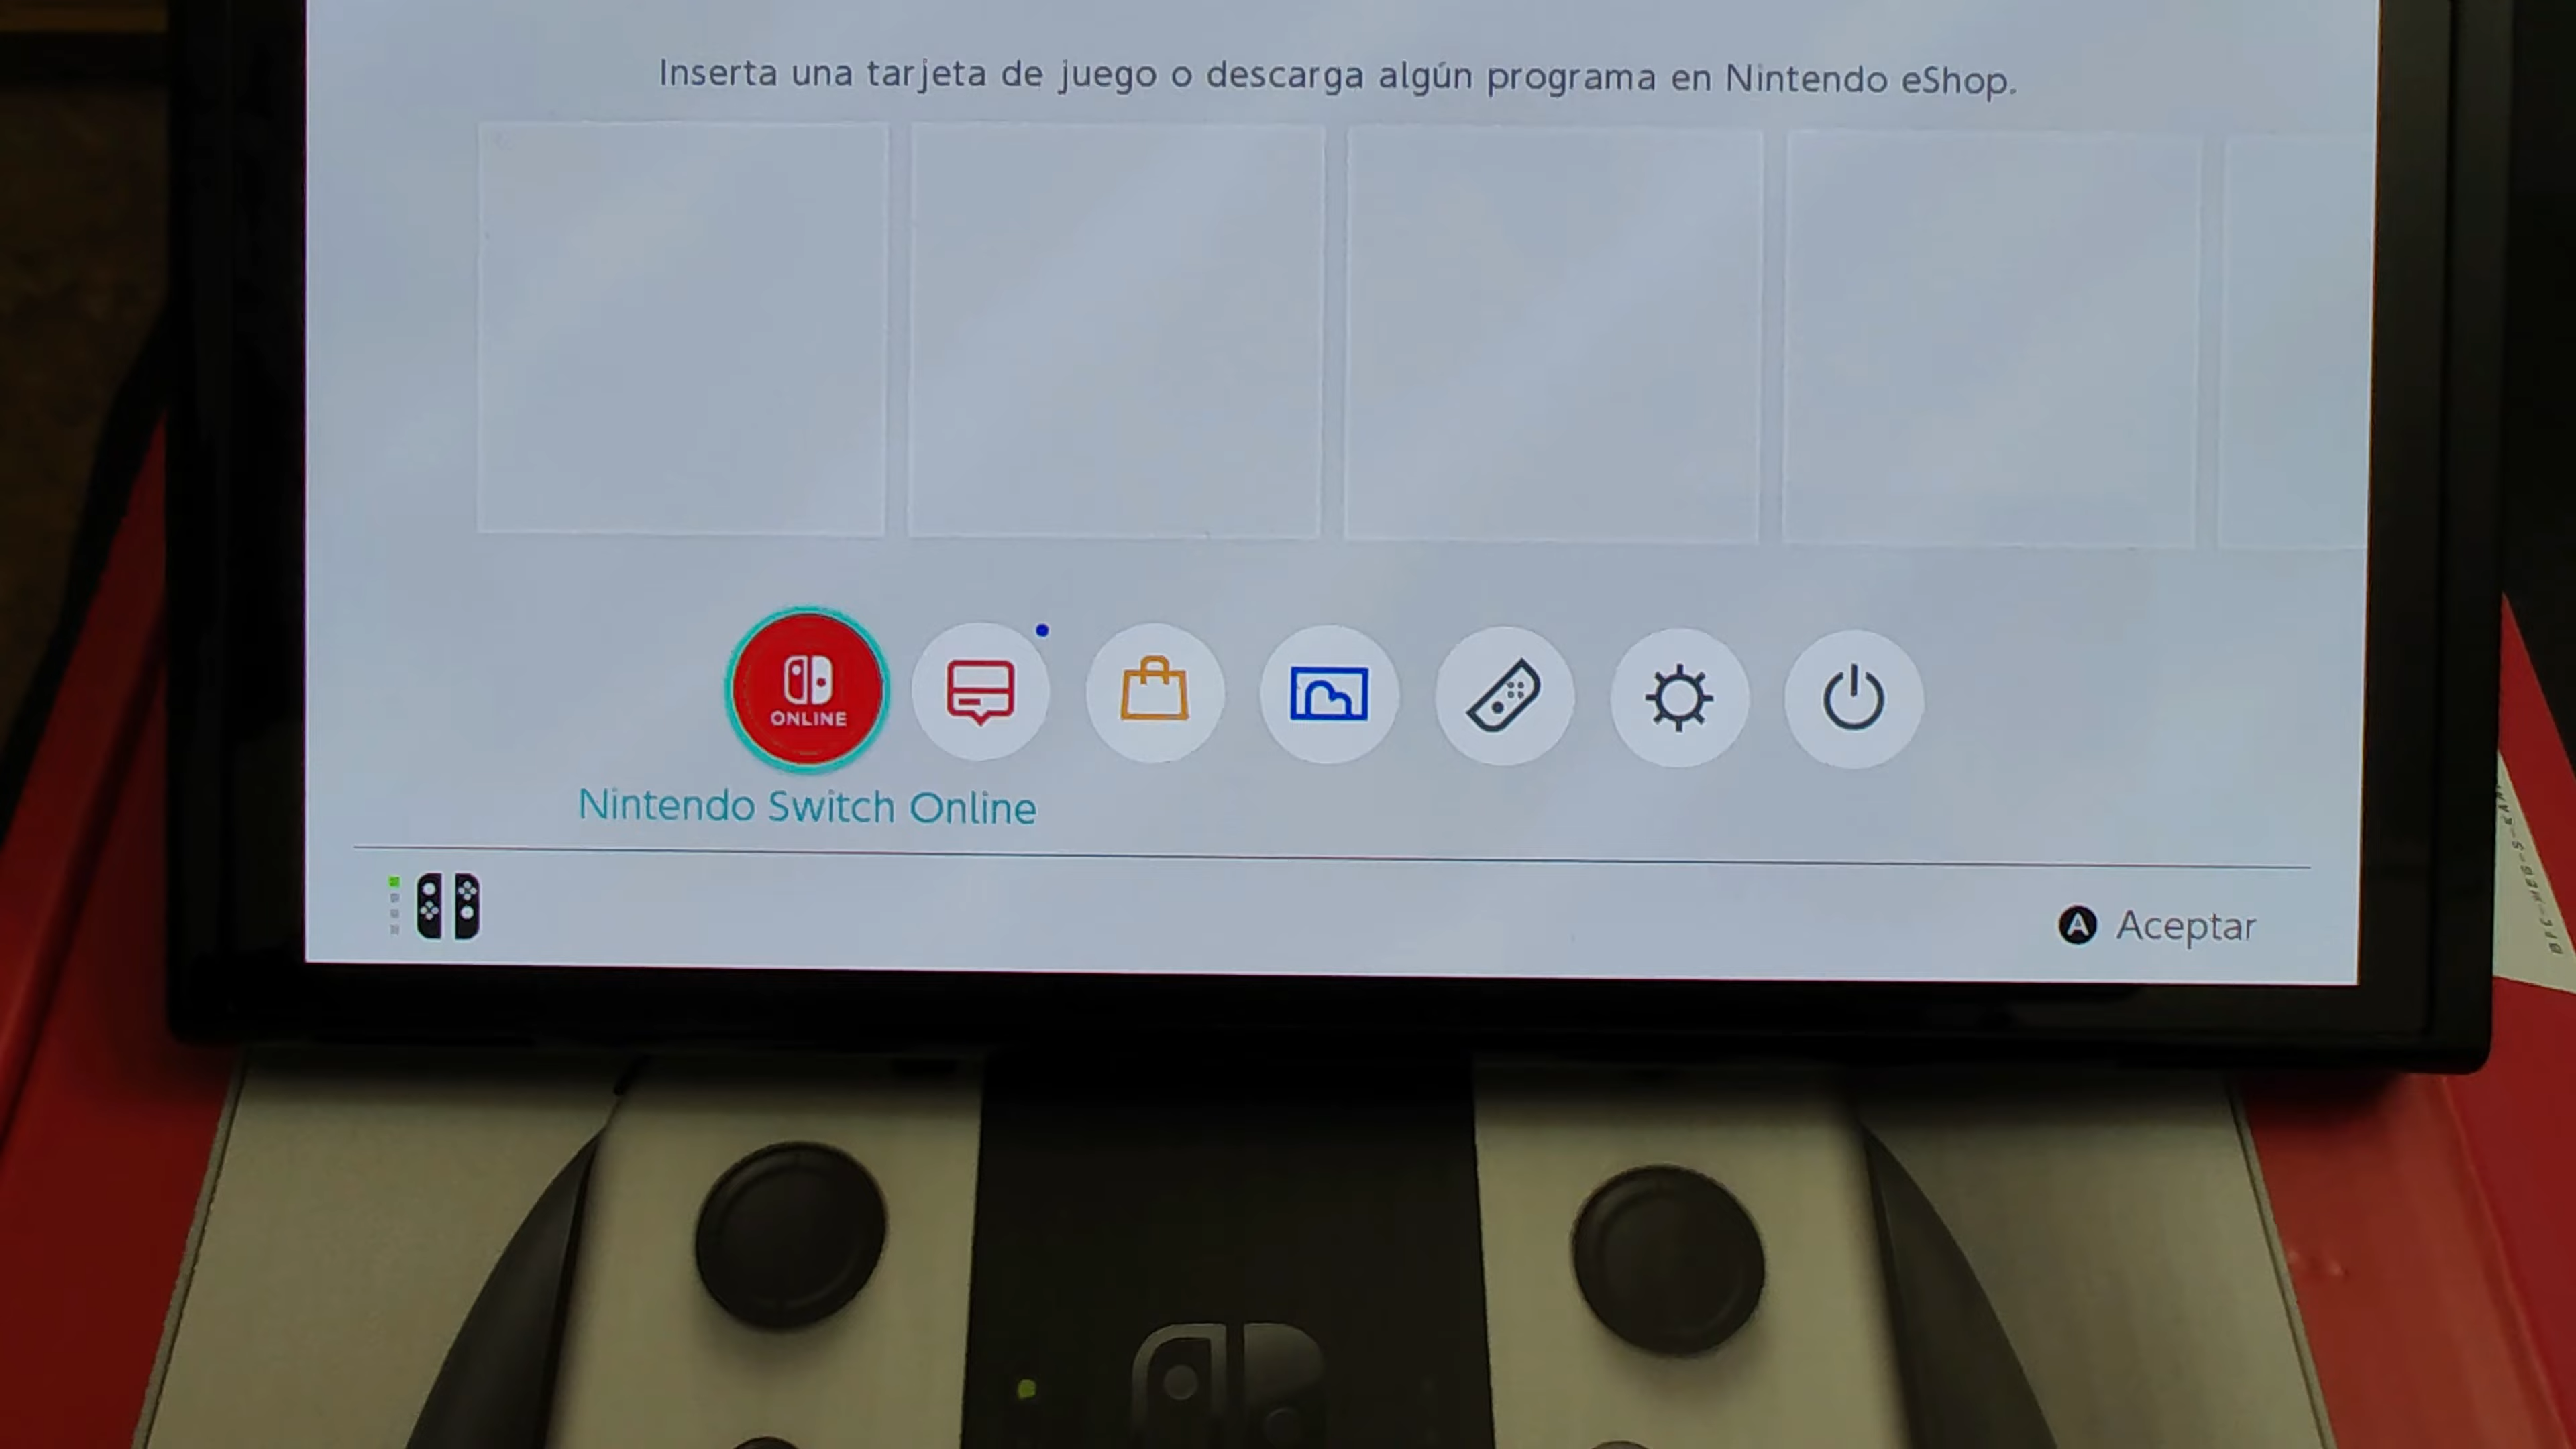 Inserta una tarjeta de juego o descarga algún programa en Nintendo eShop.
ONLINE
Nintendo Switch Online
A Aceptar